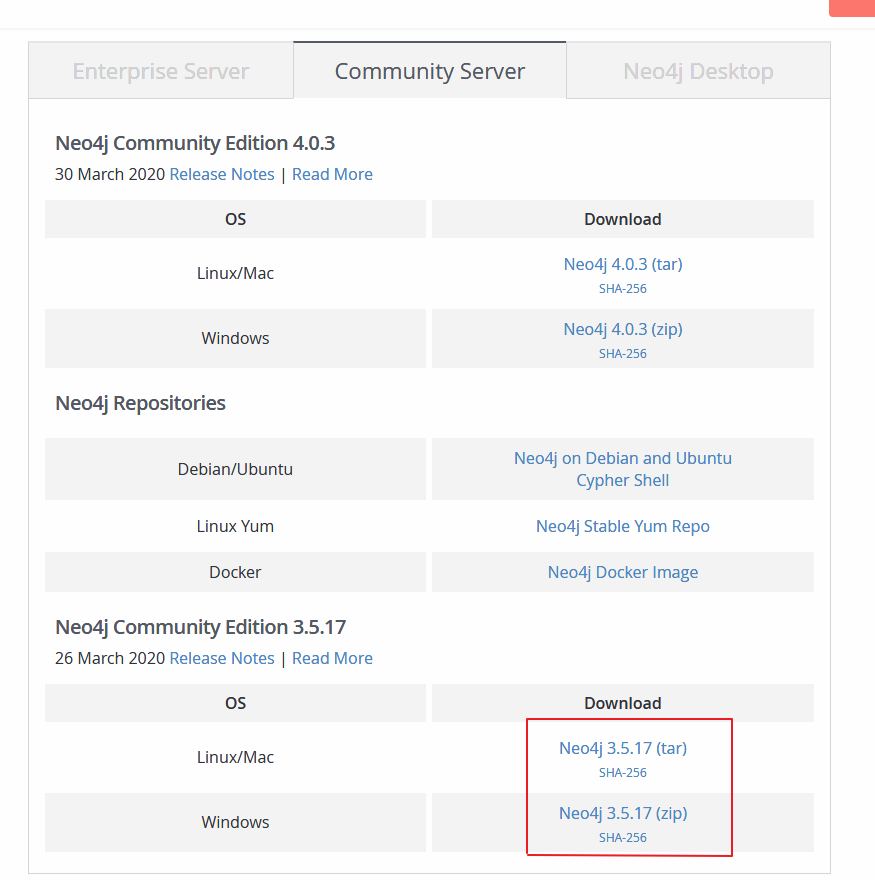 Enterprise Server
Community Server
Neo4j Desktop
Neo4j Community Edition 4.0.3
30 March 2020 Release Notes | Read More
OS
Download
Linux/Mac
Neo4j 4.0.3 (tar)
SHA-256
Windows
Neo4j 4.0.3 (zip)
SHA-256
Neo4j Repositories
Debian/Ubuntu
Neo4j on Debian and Ubuntu
Cypher Shell
Linux Yum
Neo4j Stable Yum Repo
Docker
Neo4j Docker Image
Neo4j Community Edition 3.5.17
26 March 2020 Release Notes | Read More
OS
Download
Linux/Mac
Neo4j 3.5.17 (tar)
SHA-256
Windows
Neo4j 3.5.17 (zip)
SHA-256